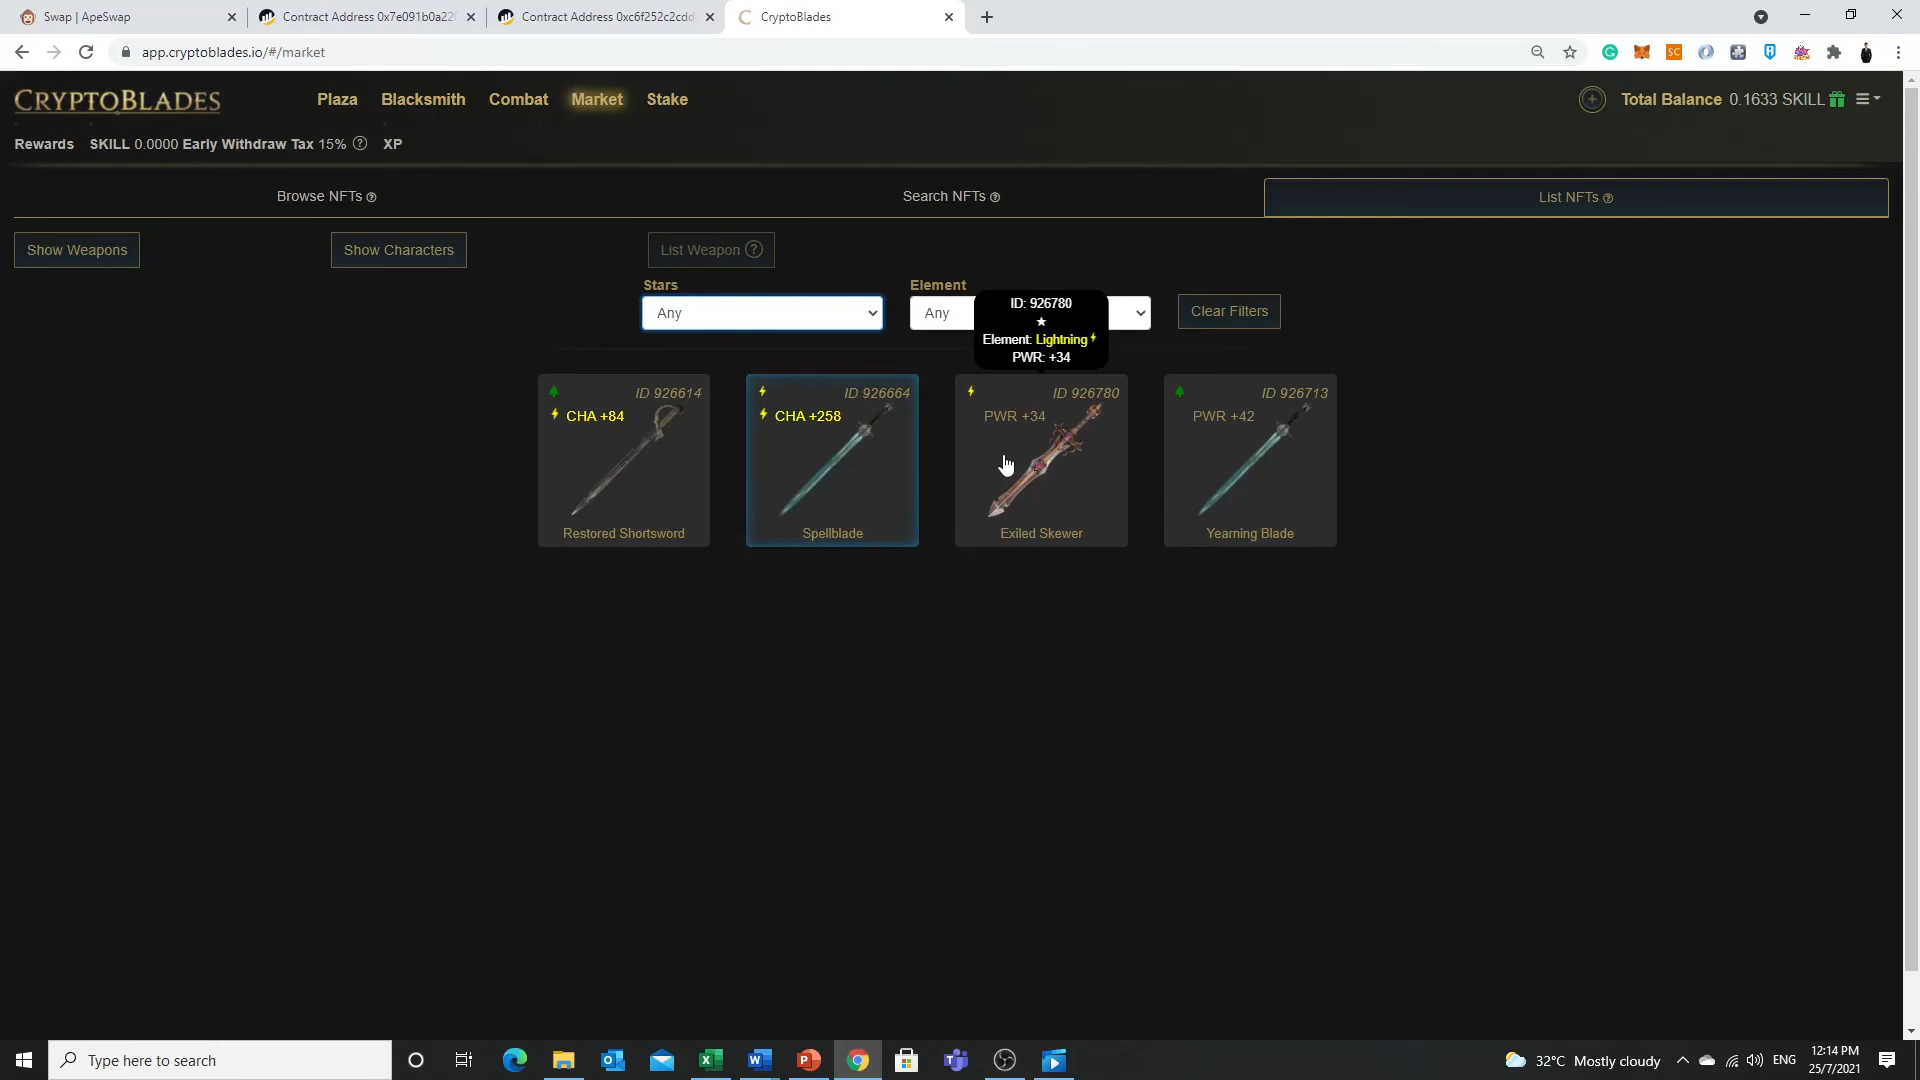 Swap | ApeSwap
Contract Address 0x7e091b0a220
Contract Address 0xc6f252c2cdd
CryptoBlades
app.cryptoblades.io/#/market
CRYPTOBLADES
Plaza
Blacksmith
Combat
Market
Stake
Total Balance 0.1633 SKILL
Rewards SKILL 0.0000 Early Withdraw Tax 15% ? XP
Browse NFTs ?
Search NFTs ?
List NFTs ?
Show Weapons
Show Characters
List Weapon ?
Stars
Any
Element
Any
Clear Filters
ID: 926780
Element: Lightning
PWR: +34
ID 926614
CHA +84
Restored Shortsword
ID 926664
CHA +258
Spellblade
ID 926780
PWR +34
Exiled Skewer
ID 926713
PWR +42
Yearning Blade
Type here to search
32°C Mostly cloudy
ENG
12:14 PM
25/7/2021